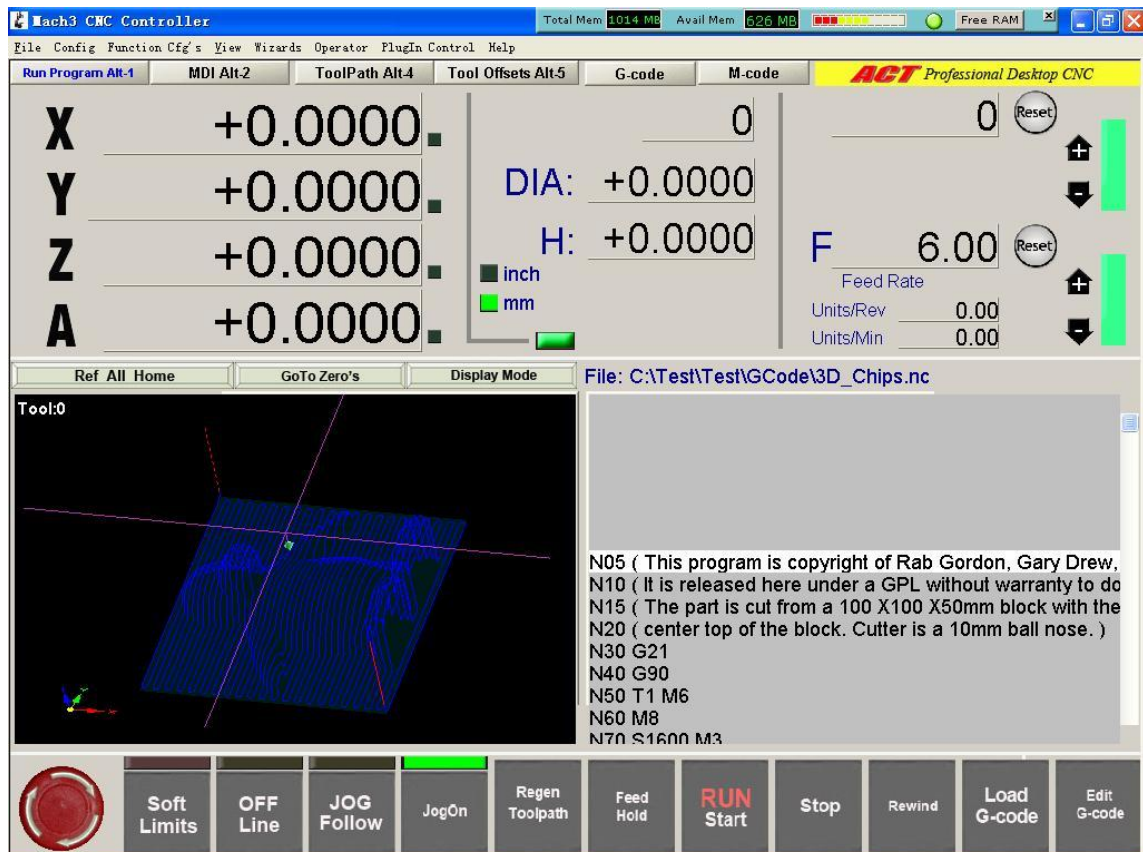 Mach3 CNC Controller
Total Mem 1014 MB Avail Mem 626 MB Free RAM
File Config Function Cfg's View Wizards Operator PlugIn Control Help
Run Program Alt-1 MDI Alt-2 ToolPath Alt-4 Tool Offsets Alt-5 G-code M-code ACT Professional Desktop CNC
X +0.0000 0 0 Reset
Y +0.0000 DIA: +0.0000
Z +0.0000 H: +0.0000 F 6.00 Reset
inch
mm
Feed Rate
Units/Rev 0.00
Units/Min 0.00
A +0.0000
Ref All Home GoTo Zero's Display Mode File: C:\Test\Test\GCode\3D_Chips.nc
Tool:0
N05 ( This program is copyright of Rab Gordon, Gary Drew,
N10 ( It is released here under a GPL without warranty to do
N15 ( The part is cut from a 100 X100 X50mm block with the
N20 ( center top of the block. Cutter is a 10mm ball nose. )
N30 G21
N40 G90
N50 T1 M6
N60 M8
N70 S1600 M3
Soft Limits
OFF Line
JOG Follow
JogOn
Regen Toolpath
Feed Hold
RUN Start
Stop
Rewind
Load G-code
Edit G-code